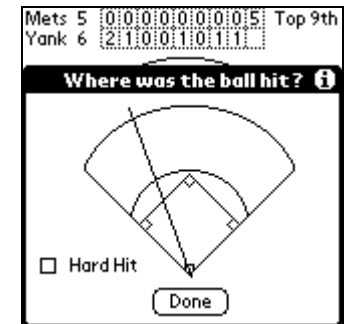 Mets 5 0 0 0 0 0 0 0 0 5 Top 9th
Yank 6 2 1 0 0 1 0 1 1
Where was the ball hit? i
Hard Hit
Done